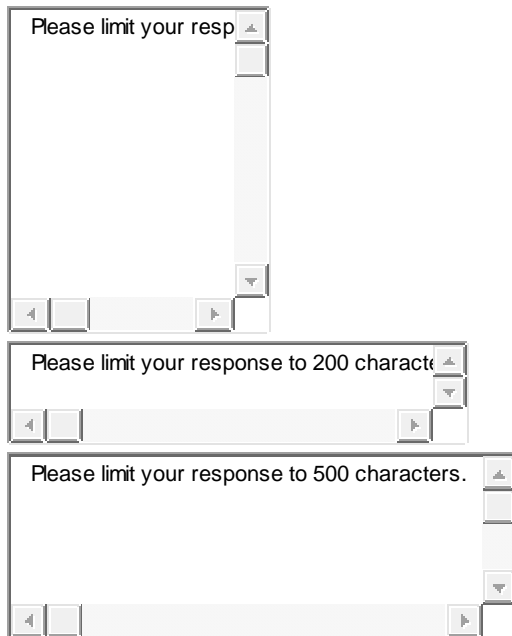 Please limit your resp
Please limit your response to 200 characte
Please limit your response to 500 characters.